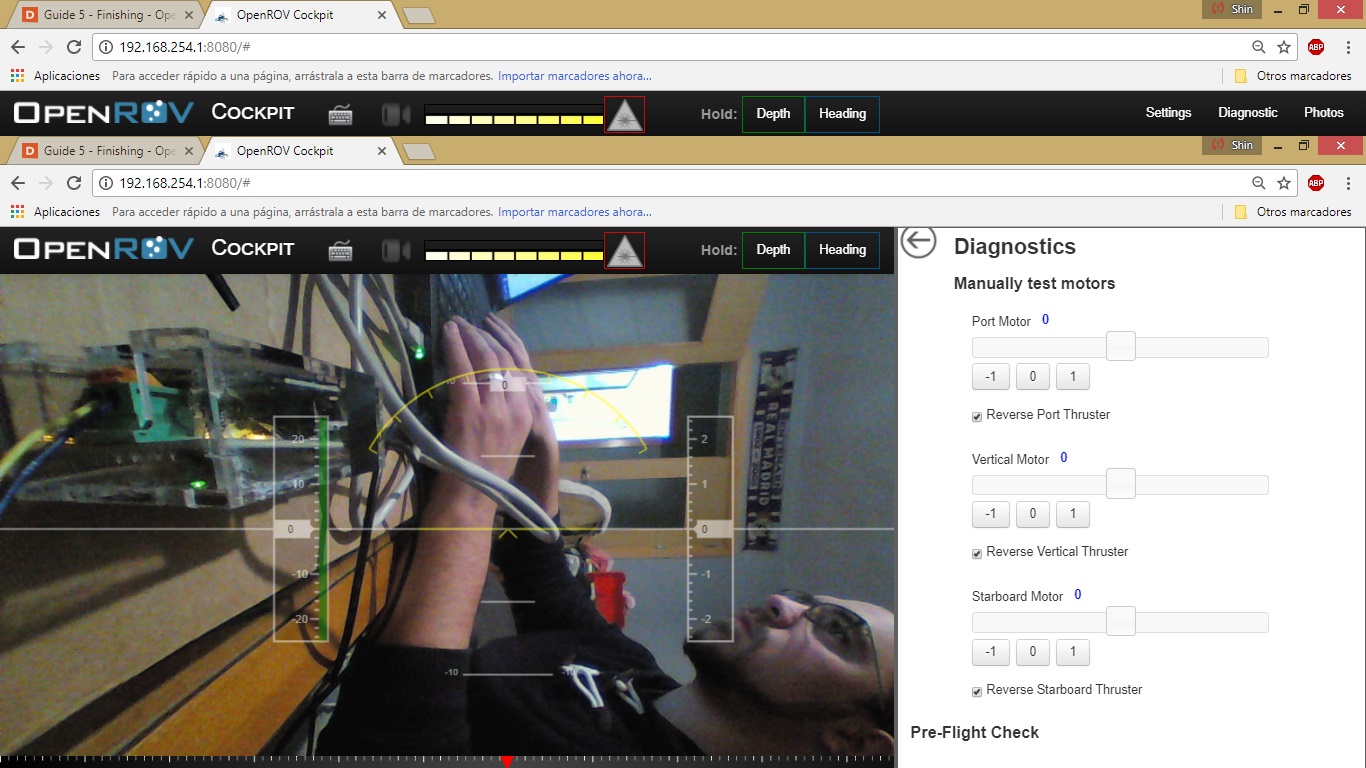 Guide 5 - Finishing - Ope
OpenROV Cockpit
Shin
192.168.254.1:8080/#
ABP
Aplicaciones Para acceder rápido a una página, arrástrala a esta barra de marcadores. Importar marcadores ahora... Otros marcadores
OPENROV COCKPIT Hold: Depth Heading Settings Diagnostic Photos
Guide 5 - Finishing - Ope
OpenROV Cockpit
Shin
192.168.254.1:8080/#
ABP
Aplicaciones Para acceder rápido a una página, arrástrala a esta barra de marcadores. Importar marcadores ahora... Otros marcadores
OPENROV COCKPIT Hold: Depth Heading
Diagnostics
Manually test motors
Port Motor 0
-1 0 1
Reverse Port Thruster
Vertical Motor 0
-1 0 1
Reverse Vertical Thruster
Starboard Motor 0
-1 0 1
Reverse Starboard Thruster
Pre-Flight Check
0
20
10
0
-10
-20
2
1
0
-1
-2
-10 -10
REAL MADRID